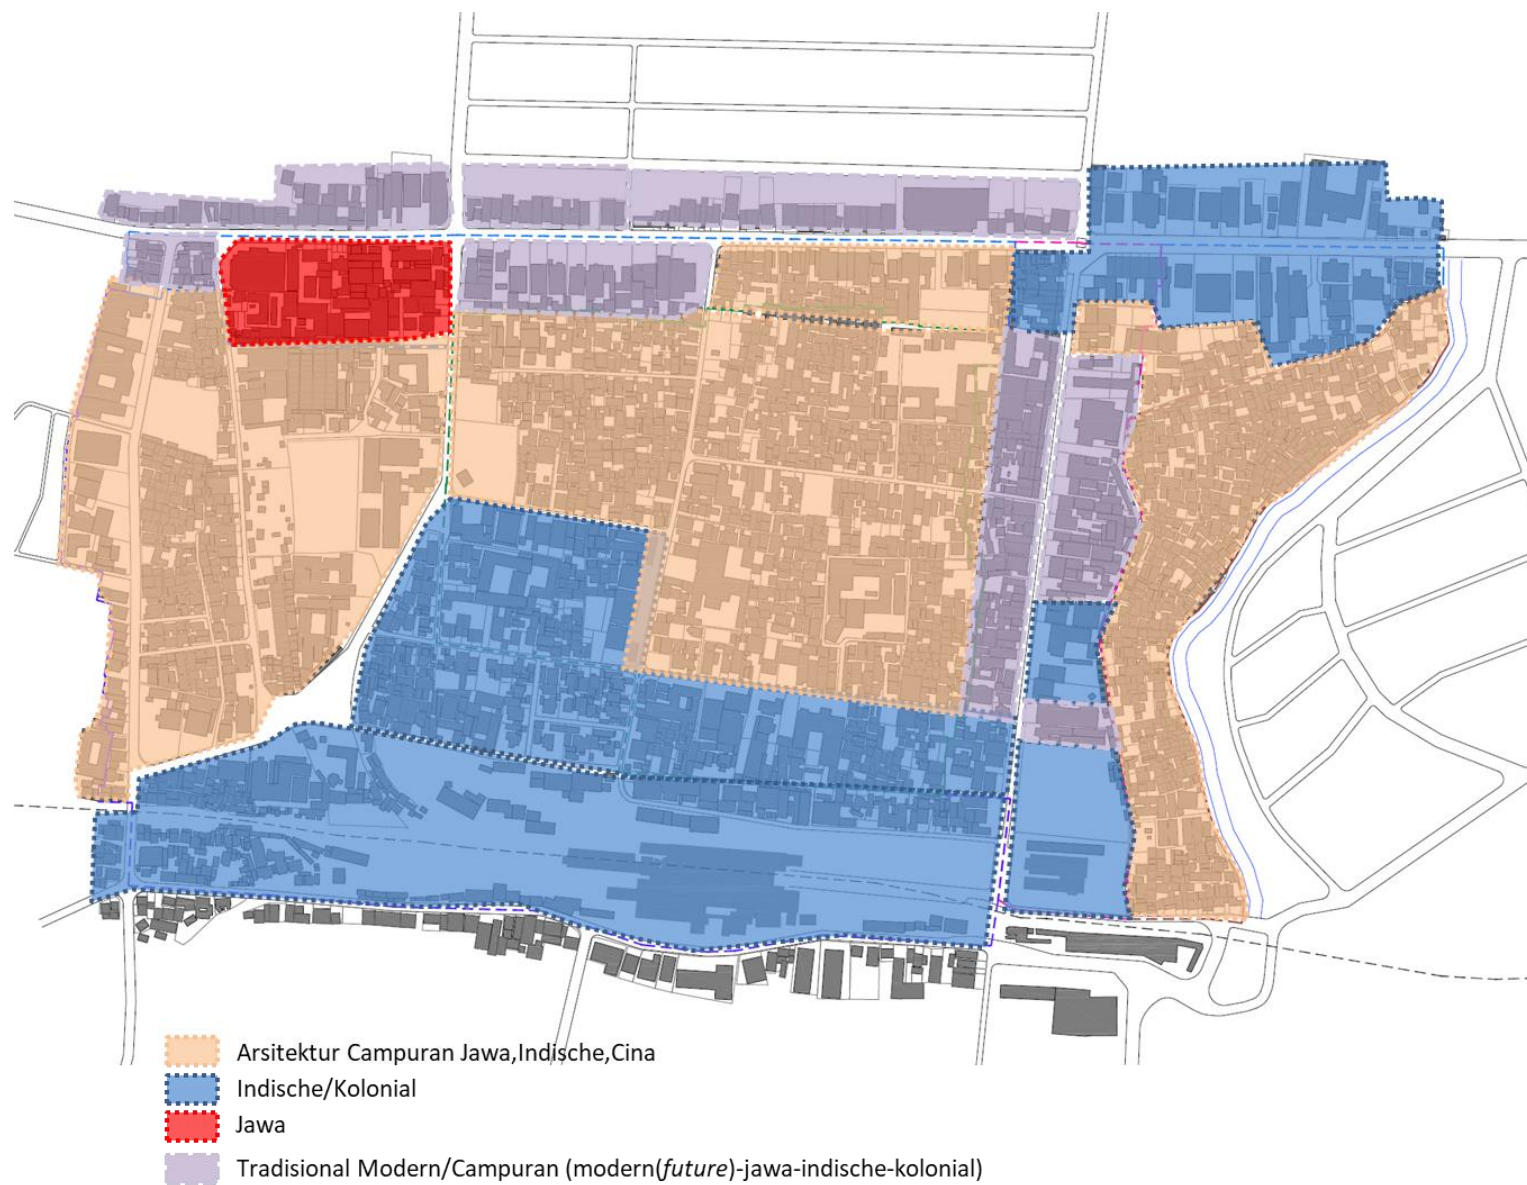 Arsitektur Campuran Jawa,Indische,Cina
Indische/Kolonial
Jawa
Tradisional Modern/Campuran (modern(future)-jawa-indische-kolonial)